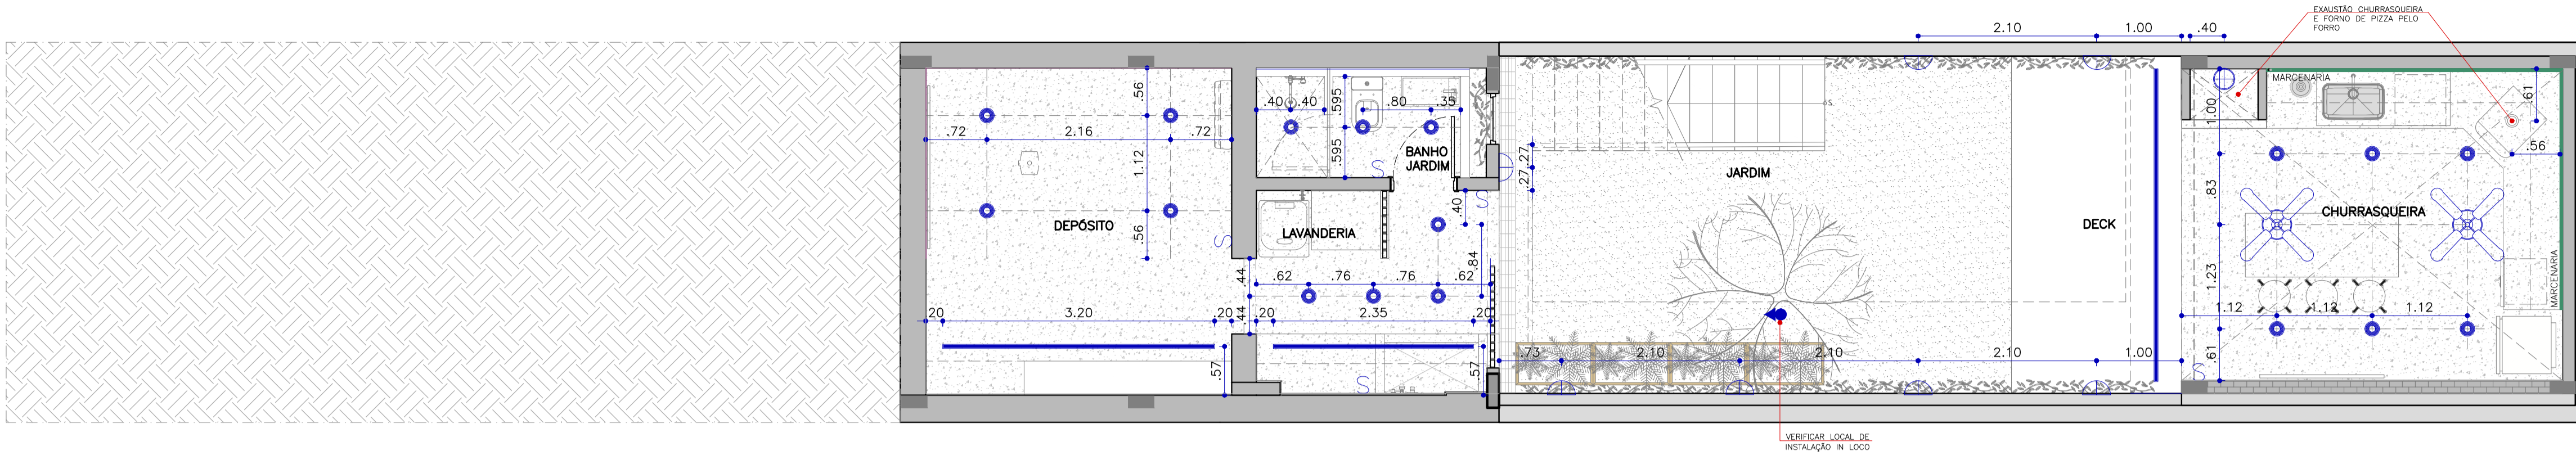 EXAUSTÃO CHURRASQUEIRA
E FORNO DE PIZZA PELO
FORRO
2.10
1.00
.40
MARCENARIA
.56
.40
.40
.595
.80
.35
1.00
.61
.72
2.16
.72
1.12
.595
BANHO
JARDIM
.27
.27
JARDIM
.56
S
S
.83
.40
CHURRASQUEIRA
DEPÓSITO
LAVANDERIA
DECK
.56
S
S
.44
.62
.76
.76
.62
.84
1.23
MARCENARIA
.20
3.20
.20
.44
.20
2.35
.20
1.12
1.12
1.12
.57
.57
.73
2.10
2.10
2.10
1.00
.61
S
S
VERIFICAR LOCAL DE
INSTALAÇÃO IN LOCO